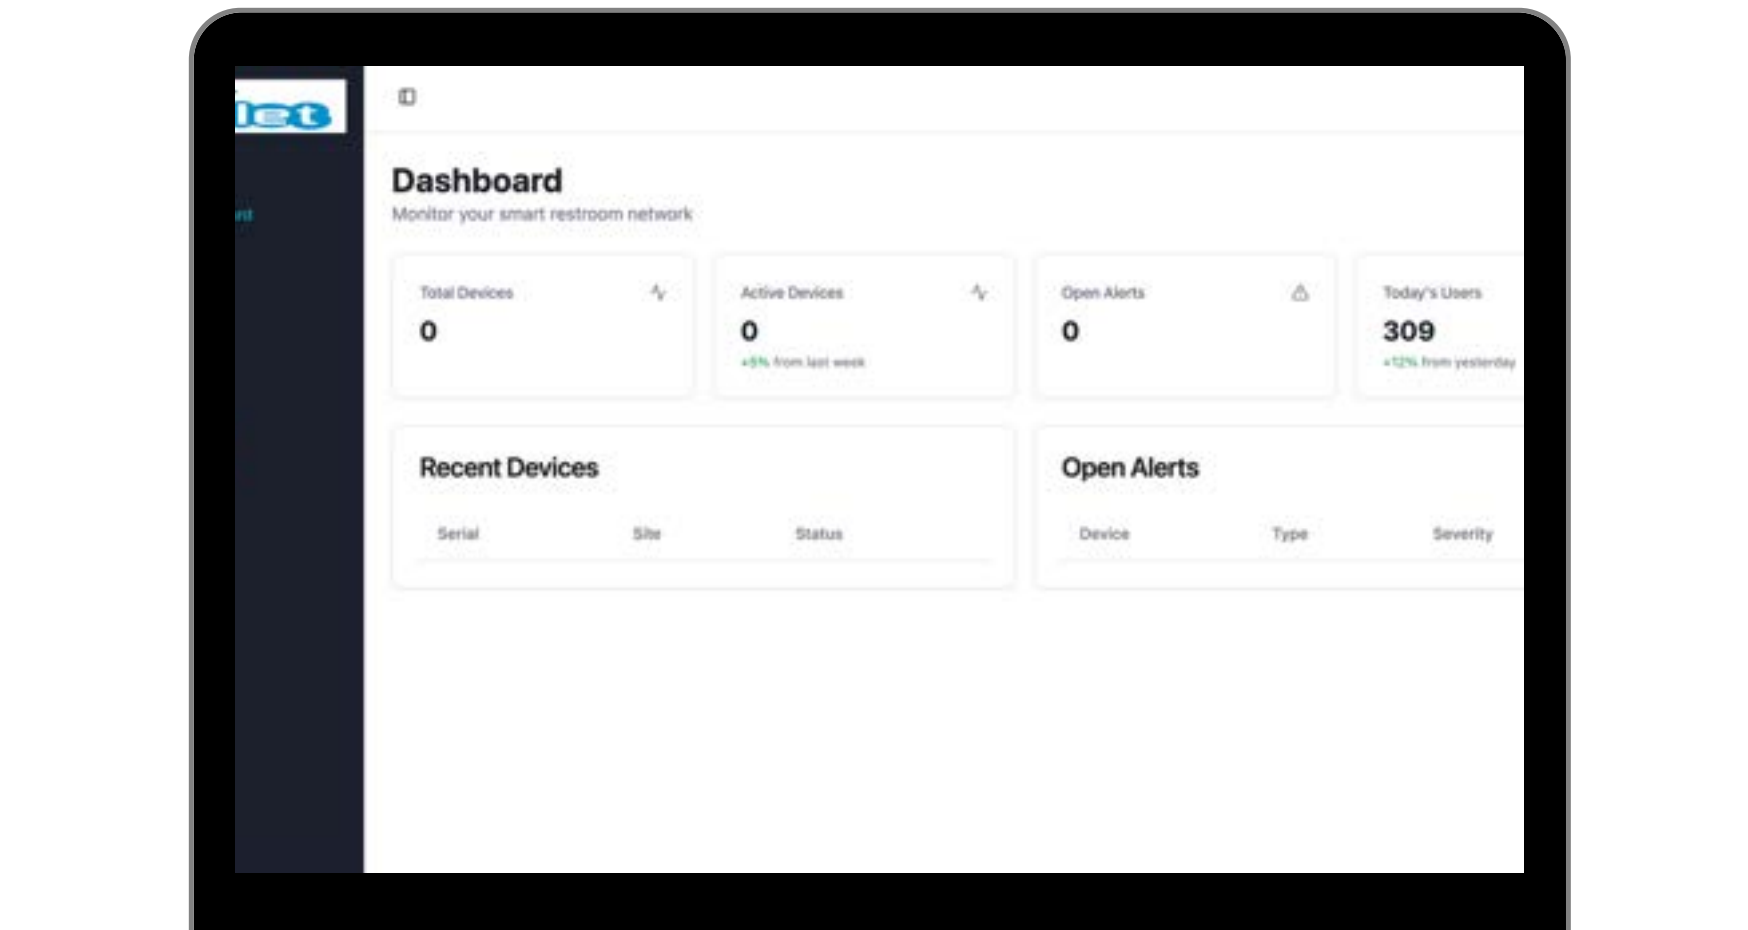 let
Dashboard
Monitor your smart restroom network
Total Devices
0
Active Devices
0
+5% from last week
Open Alerts
0
Today's Users
309
+12% from yesterday
Recent Devices
Serial Site Status
Open Alerts
Device Type Severity